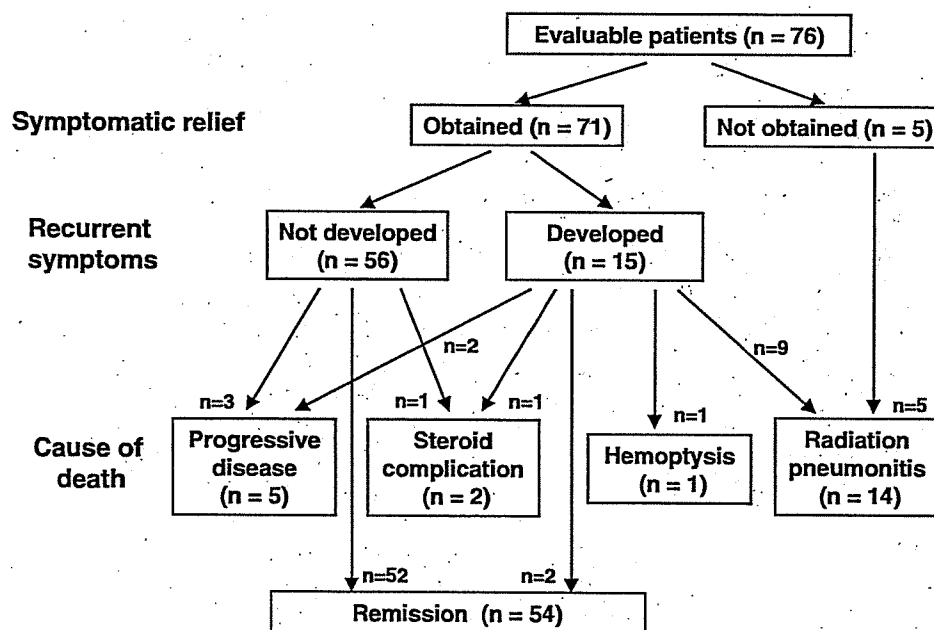 Evaluable patients (n = 76)
Symptomatic relief
Obtained (n = 71)
Not obtained (n = 5)
Recurrent
symptoms
Not developed
(n = 56)
Developed
(n = 15)
n=2
n=9
n=3
n=1
n=1
n=1
n=5
Cause of
death
Progressive
disease
(n = 5)
Steroid
complication
(n = 2)
Hemoptysis
(n = 1)
Radiation
pneumonitis
(n = 14)
n=52
n=2
Remission (n = 54)